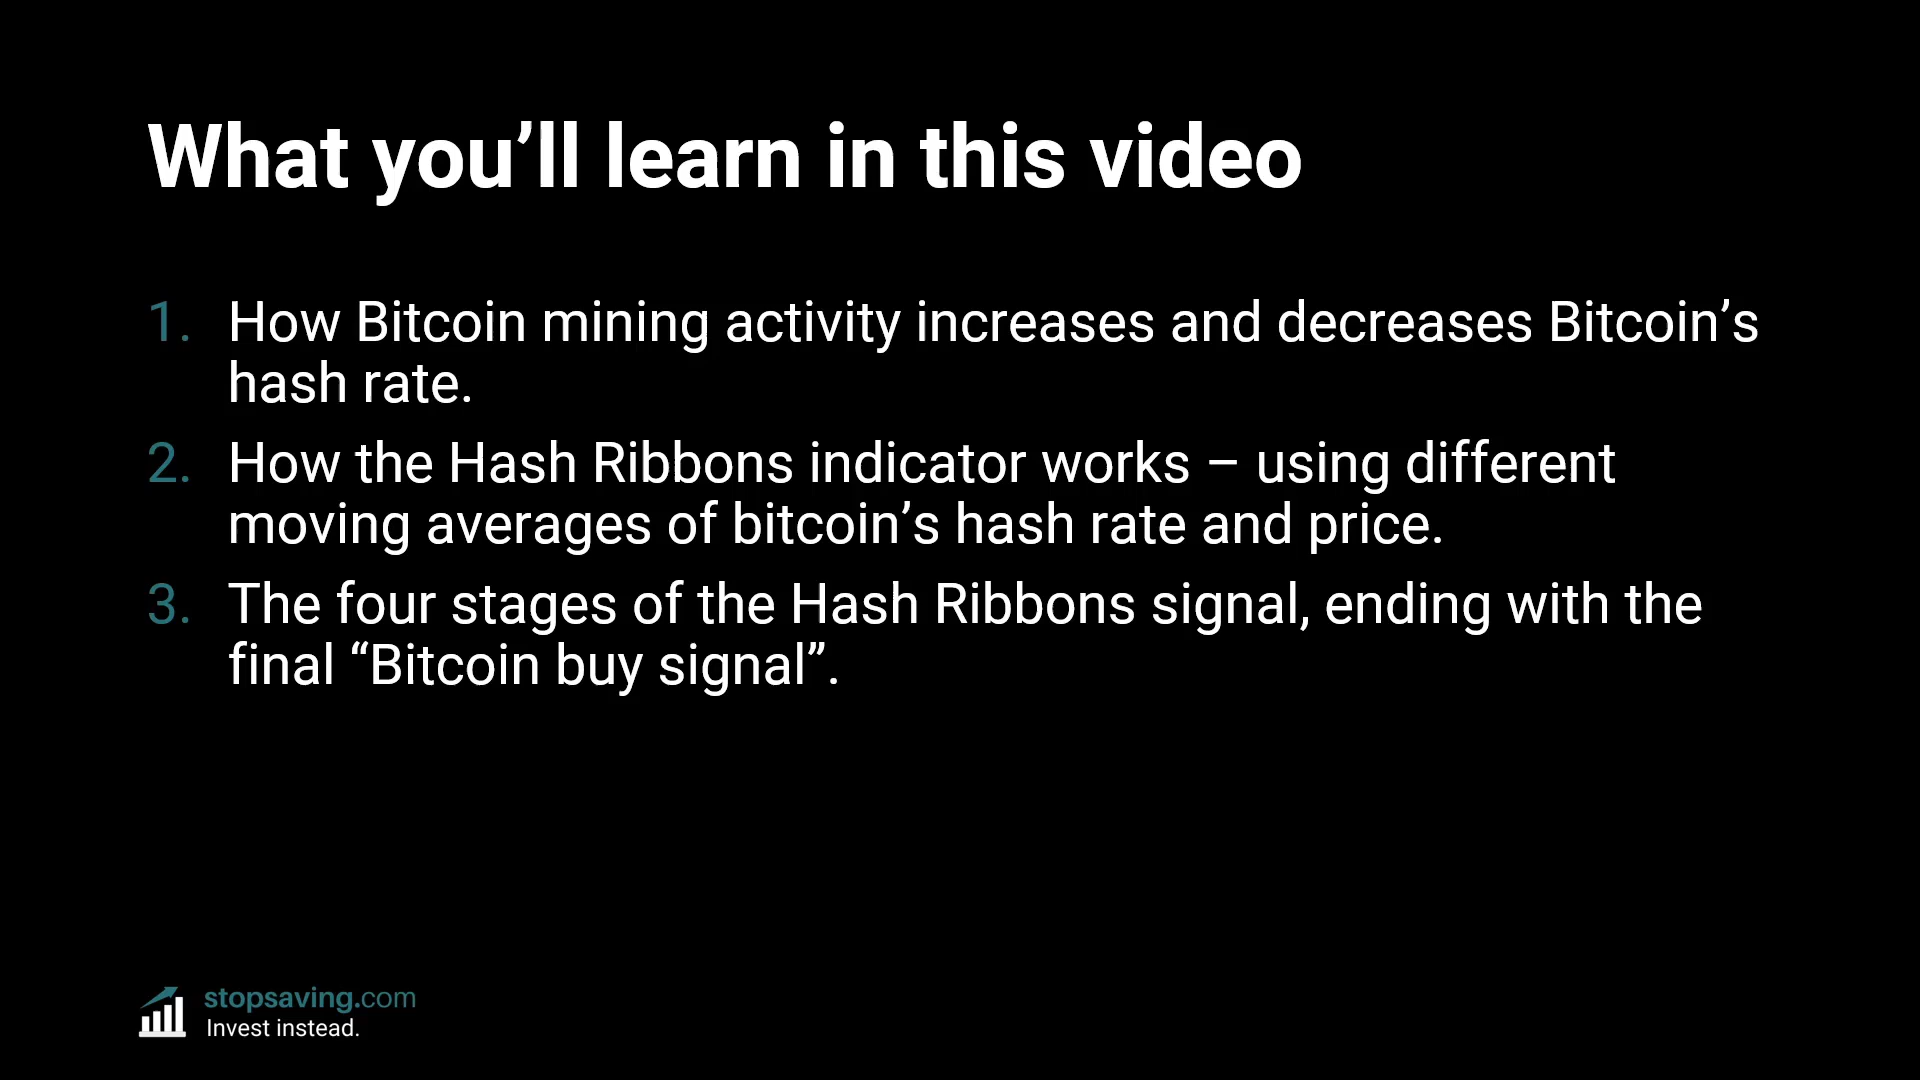 What you’ll learn in this video
1. How Bitcoin mining activity increases and decreases Bitcoin’s
hash rate.
2. How the Hash Ribbons indicator works – using different
moving averages of bitcoin’s hash rate and price.
3. The four stages of the Hash Ribbons signal, ending with the
final “Bitcoin buy signal”.
stopsaving.com
Invest instead.